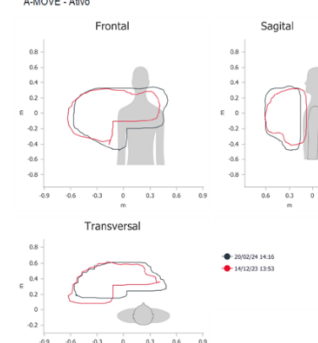 A-MOVE - Ativo
Frontal
Sagital
0.8
0.6
0.4
0.2
0
-0.2
-0.4
-0.6
-0.8
m
-0.9 -0.6 -0.3 0 0.3 0.6 0.9
m
0.8
0.6
0.4
0.2
0
-0.2
-0.4
-0.6
-0.8
m
0.6 0.3 0
m
Transversal
0.8
0.6
0.4
0.2
0
-0.2
m
-0.9 -0.6 -0.3 0 0.3 0.6 0.9
20/02/24 14:16
14/12/23 13:53